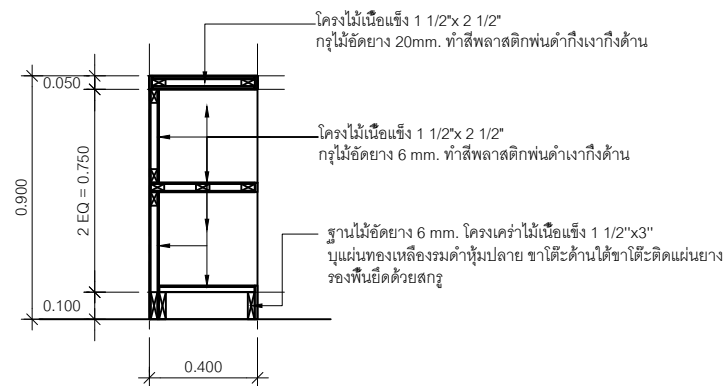 โครงไม้เนื้อแข็ง 1 1/2"x 2 1/2"
กรุไม้อัดยาง 20mm. ทำสีพลาสติกพ่นดำกึ่งเงากึ่งด้าน
0.050
โครงไม้เนื้อแข็ง 1 1/2"x 2 1/2"
กรุไม้อัดยาง 6 mm. ทำสีพลาสติกพ่นดำเงากึ่งด้าน
0.900
2 EQ = 0.750
ฐานไม้อัดยาง 6 mm. โครงเคร่าไม้เนื้อแข็ง 1 1/2''x3''
บุแผ่นทองเหลืองรมดำหุ้มปลาย ขาโต๊ะด้านใต้ขาโต๊ะติดแผ่นยาง
รองพื้นยึดด้วยสกรู
0.100
0.400